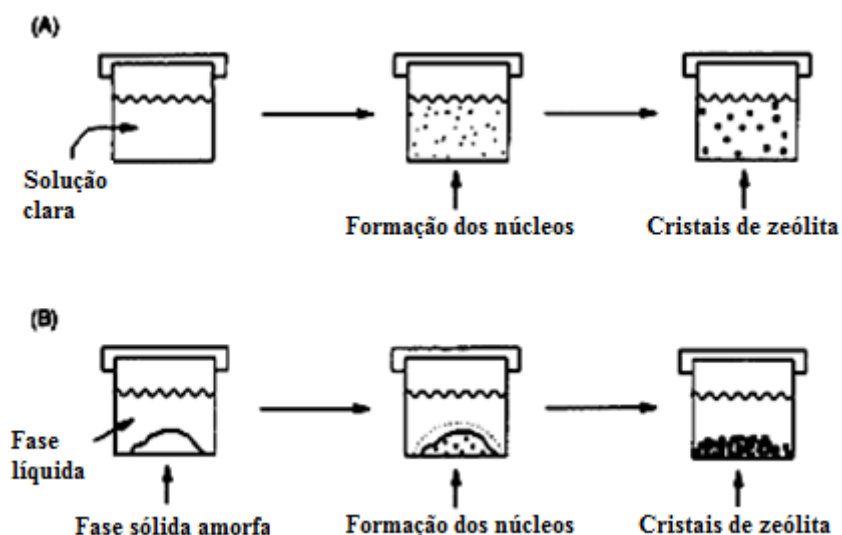 (A)
Solução
clara
Formação dos núcleos
Cristais de zeólita
(B)
Fase
líquida
Fase sólida amorfa
Formação dos núcleos
Cristais de zeólita